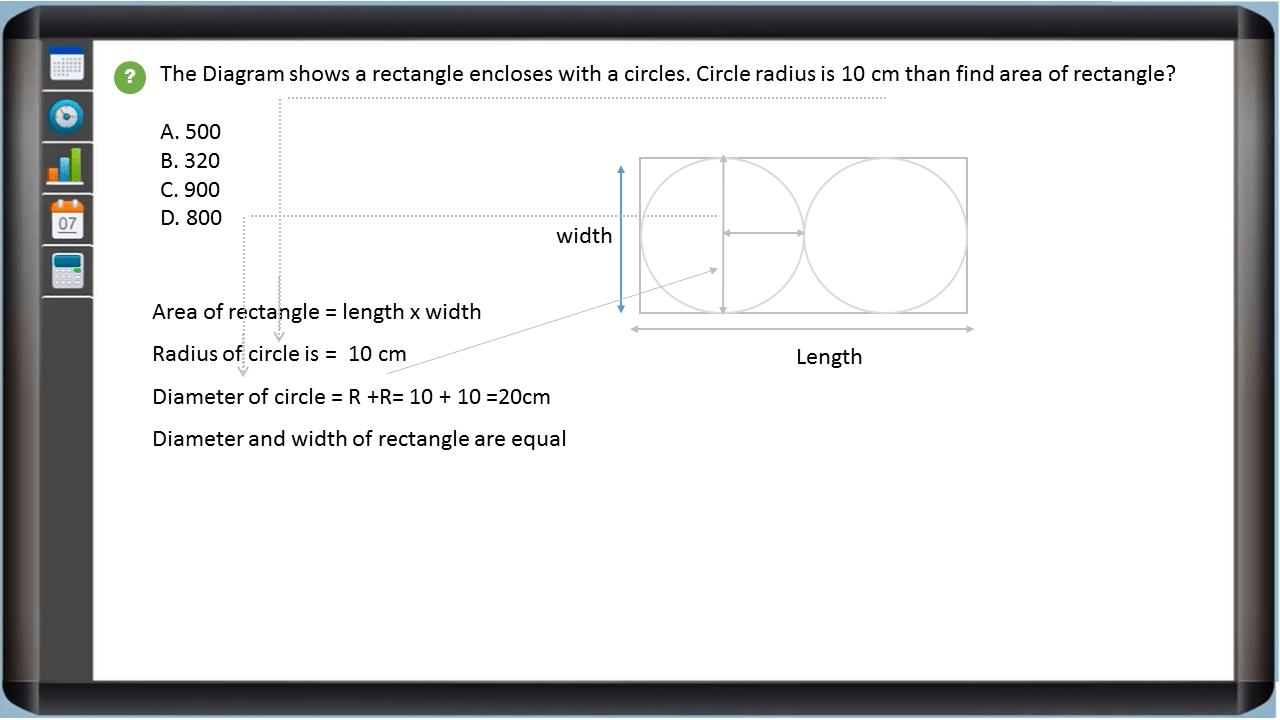 ? The Diagram shows a rectangle encloses with a circles. Circle radius is 10 cm than find area of rectangle?
A. 500
B. 320
C. 900
D. 800
07
width
Area of rectangle = length x width
Radius of circle is = 10 cm
Length
Diameter of circle = R +R= 10 + 10 =20cm
Diameter and width of rectangle are equal